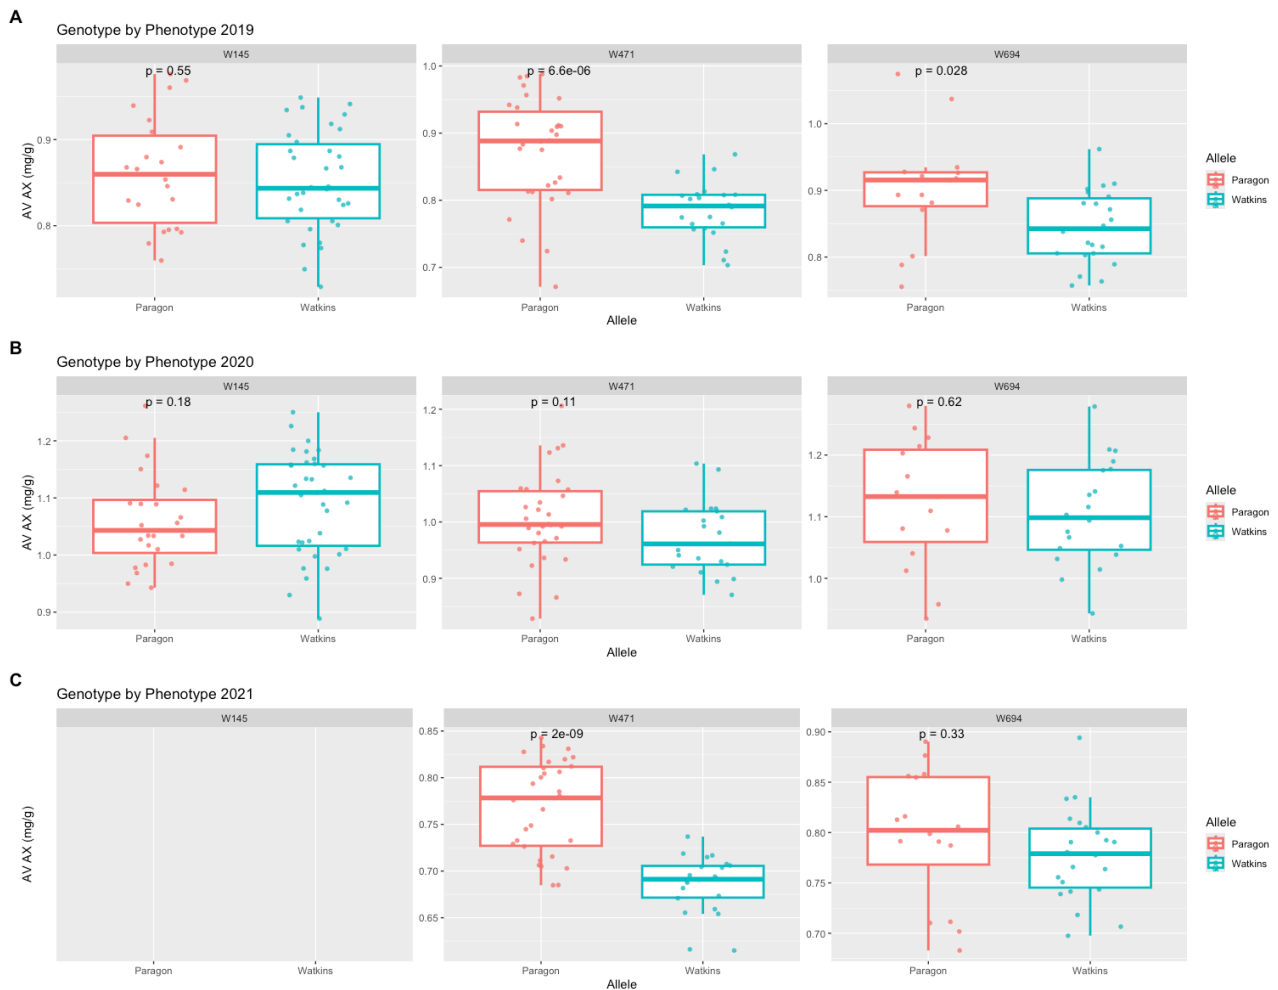 A
Genotype by Phenotype 2019
W145 W471 W694
p = 0.55 p = 6.6e-06 p = 0.028
AV AX (mg/g)
0.9
0.8
1.0
0.9
0.8
0.7
1.0
0.9
0.8
Paragon Watkins Paragon Watkins Paragon Watkins
Allele
Allele
Paragon
Watkins
B
Genotype by Phenotype 2020
W145 W471 W694
p = 0.18 p = 0.11 p = 0.62
AV AX (mg/g)
1.2
1.1
1.0
0.9
1.2
1.1
1.0
0.9
1.2
1.1
1.0
Paragon Watkins Paragon Watkins Paragon Watkins
Allele
Allele
Paragon
Watkins
C
Genotype by Phenotype 2021
W145 W471 W694
p = 2e-09 p = 0.33
AV AX (mg/g)
0.85
0.80
0.75
0.70
0.65
0.90
0.85
0.80
0.75
0.70
Paragon Watkins Paragon Watkins Paragon Watkins
Allele
Allele
Paragon
Watkins